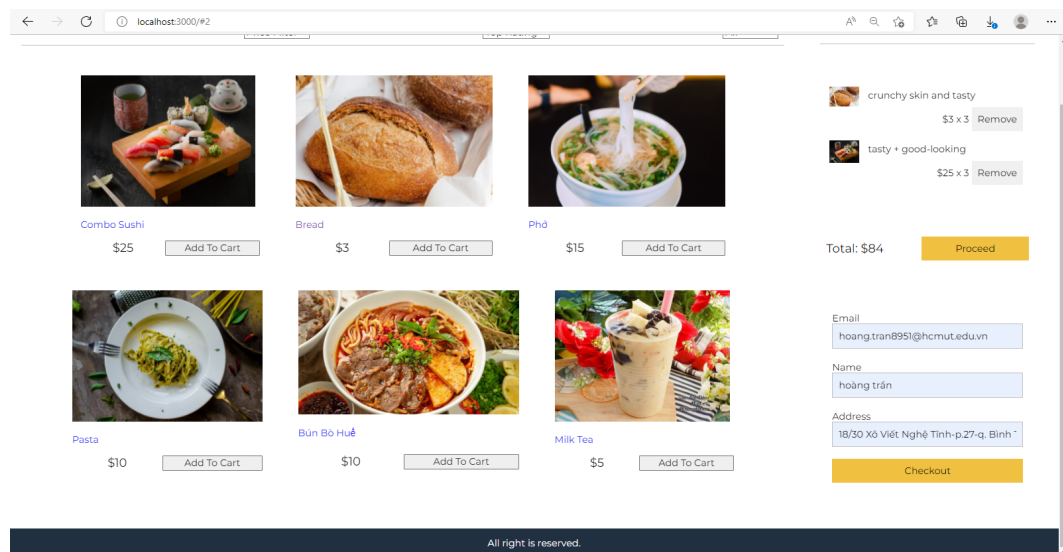 localhost:3000/#2
crunchy skin and tasty
$3 x 3 Remove
tasty + good-looking
$25 x 3 Remove
Combo Sushi
$25 Add To Cart
Bread
$3 Add To Cart
Phở
$15 Add To Cart
Total: $84 Proceed
Pasta
$10 Add To Cart
Bún Bò Huế
$10 Add To Cart
Milk Tea
$5 Add To Cart
Email
hoang.tran8951@hcmut.edu.vn
Name
hoàng trần
Address
18/30 Xô Viết Nghệ Tĩnh-p.27-q. Bình
Checkout
All right is reserved.